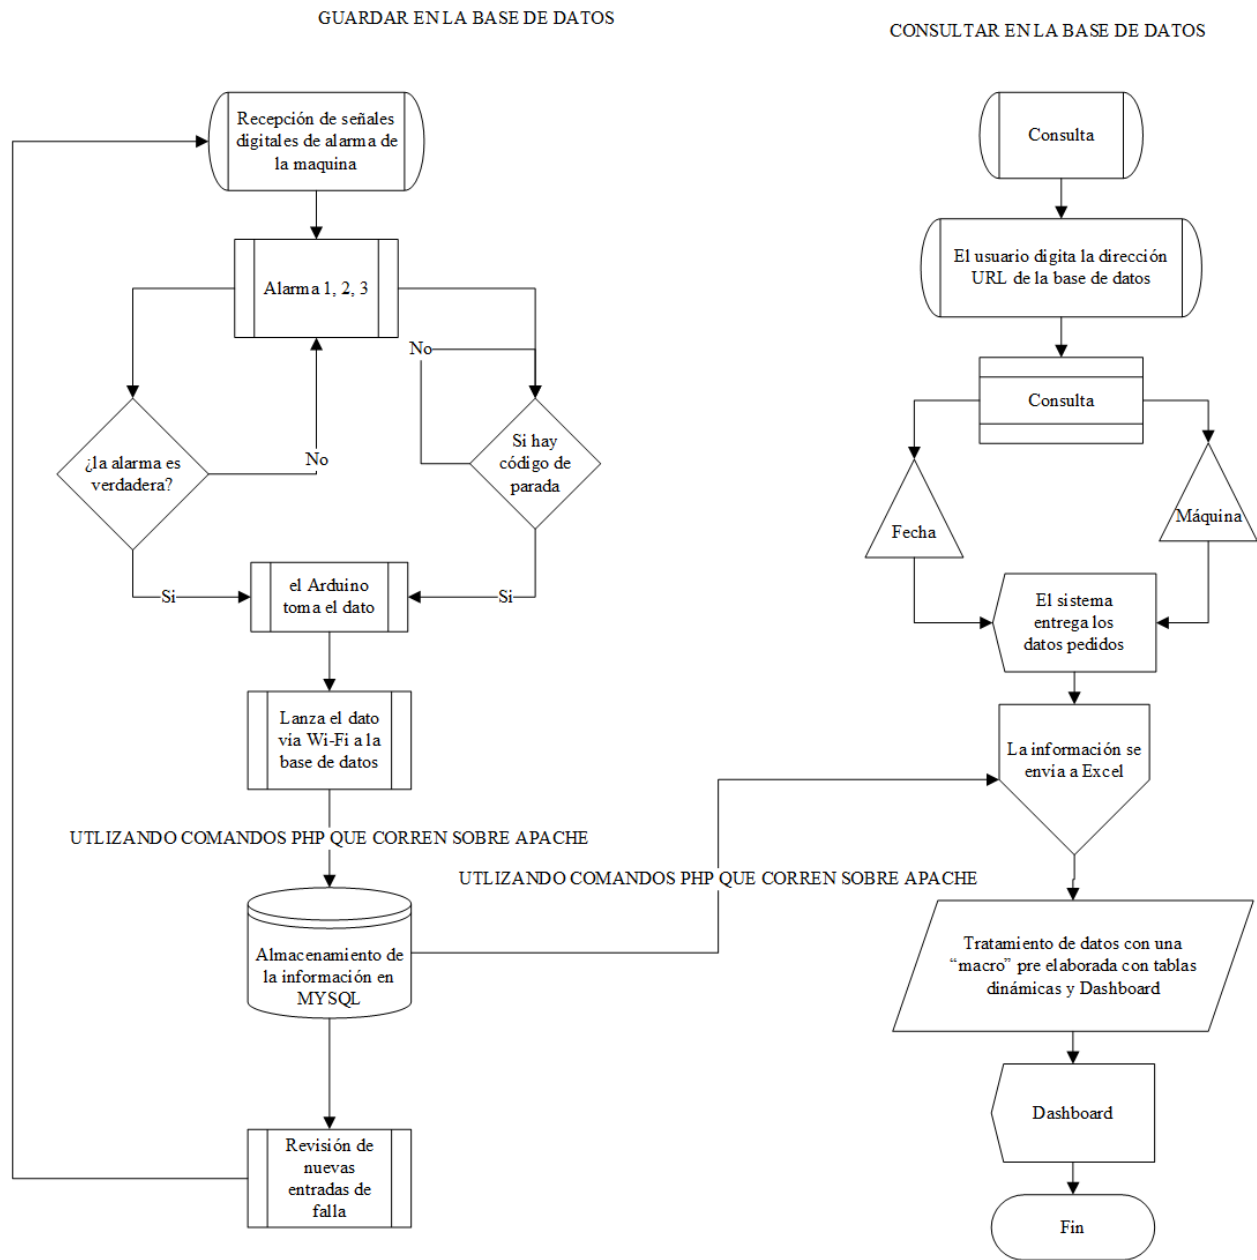 GUARDAR EN LA BASE DE DATOS
Recepción de señales
digitales de alarma de
la maquina
Alarma 1, 2, 3
No
¿la alarma es
verdadera?
No
Si hay
código de
parada
Si
el Arduino
toma el dato
Si
Lanza el dato
vía Wi-Fi a la
base de datos
UTLIZANDO COMANDOS PHP QUE CORREN SOBRE APACHE
Almacenamiento de
la información en
MYSQL
Revisión de
nuevas
entradas de
falla
CONSULTAR EN LA BASE DE DATOS
Consulta
El usuario digita la dirección
URL de la base de datos
Consulta
Fecha
Máquina
El sistema
entrega los
datos pedidos
La información se
envía a Excel
UTLIZANDO COMANDOS PHP QUE CORREN SOBRE APACHE
Tratamiento de datos con una
“macro” pre elaborada con tablas
dinámicas y Dashboard
Dashboard
Fin